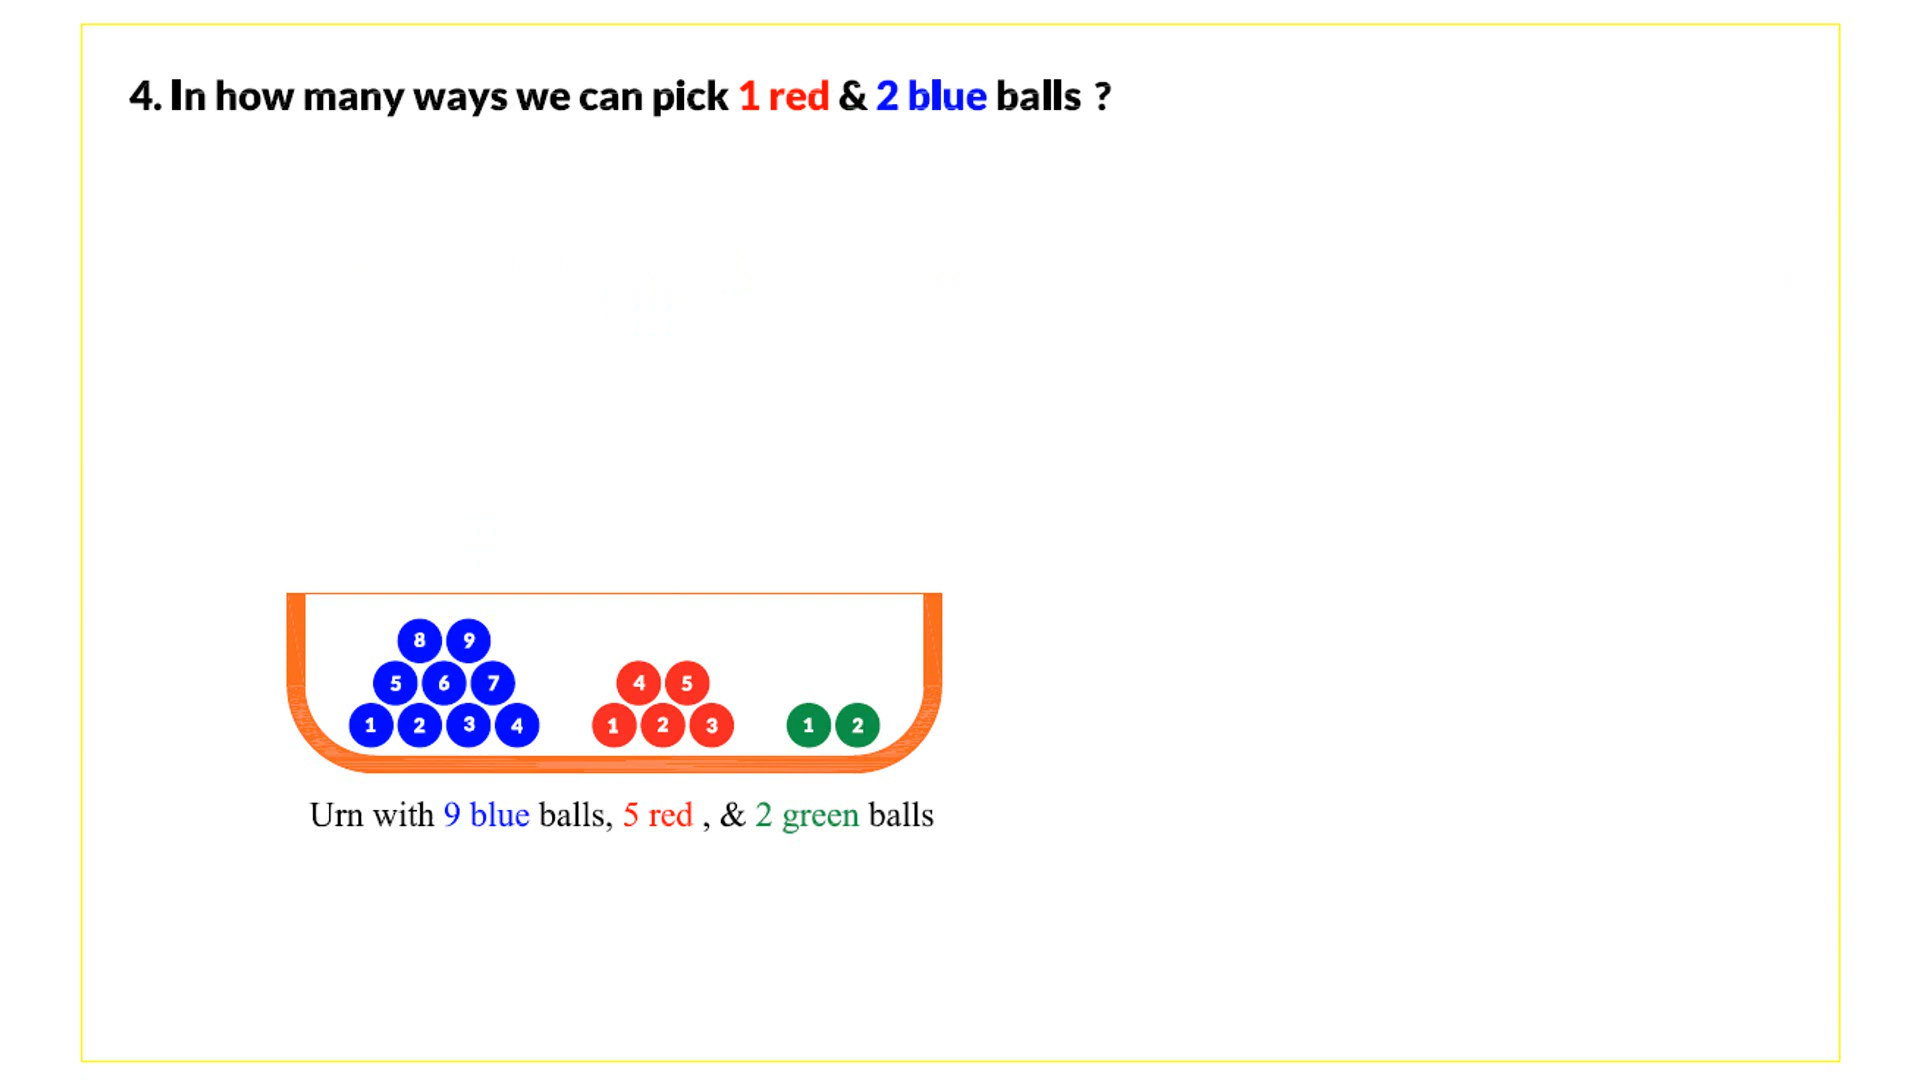 4. In how many ways we can pick 1 red & 2 blue balls ?
8 9
5 6 7 4 5
1 2 3 4 1 2 3 1 2
Urn with 9 blue balls, 5 red , & 2 green balls